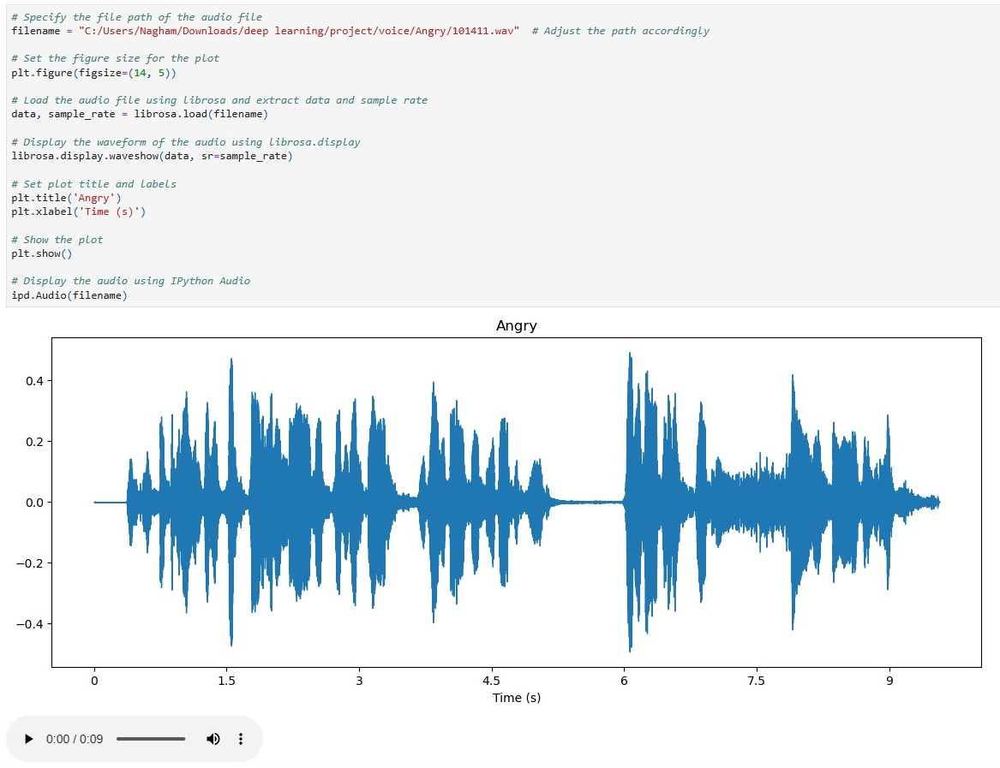 # Specify the file path of the audio file
filename = "C:/Users/Nagham/Downloads/deep learning/project/voice/Angry/101411.wav"  # Adjust the path accordingly
# Set the figure size for the plot
plt.figure(figsize=(14, 5))
# Load the audio file using librosa and extract data and sample rate
data, sample_rate = librosa.load(filename)
# Display the waveform of the audio using librosa.display
librosa.display.waveshow(data, sr=sample_rate)
# Set plot title and labels
plt.title('Angry')
plt.xlabel('Time (s)')
# Show the plot
plt.show()
# Display the audio using IPython Audio
ipd.Audio(filename)
Angry
0.4
0.2
0.0
−0.2
−0.4
0 1.5 3 4.5 6 7.5 9
Time (s)
0:00 / 0:09